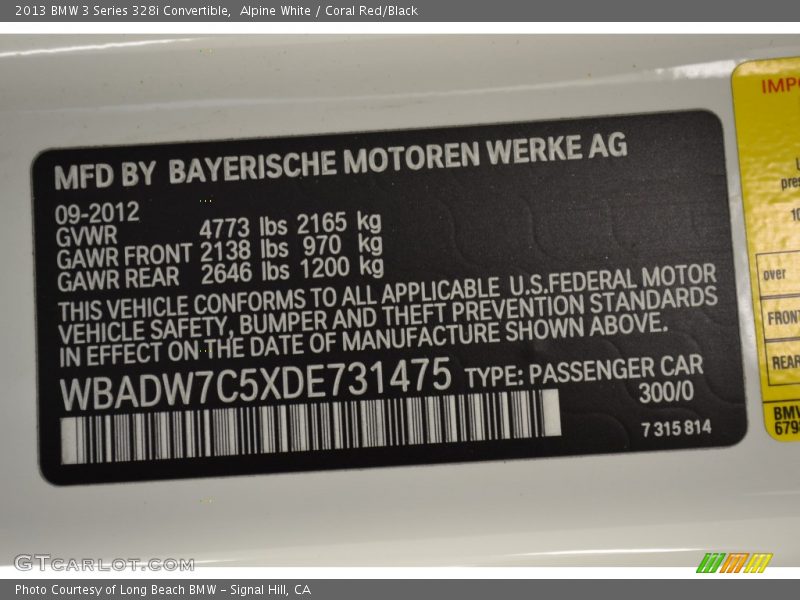 2013 BMW 3 Series 328i Convertible,  Alpine White / Coral Red/Black
MFD BY BAYERISCHE MOTOREN WERKE AG
09-2012
GVWR 4773 lbs 2165 kg
GAWR FRONT 2138 lbs 970 kg
GAWR REAR 2646 lbs 1200 kg
THIS VEHICLE CONFORMS TO ALL APPLICABLE U.S.FEDERAL MOTOR
VEHICLE SAFETY, BUMPER AND THEFT PREVENTION STANDARDS
IN EFFECT ON THE DATE OF MANUFACTURE SHOWN ABOVE.
WBADW7C5XDE731475 TYPE: PASSENGER CAR
300/0
7 315 814
IMPO
pres
10
over
FRONT
REAR
BMW
679
GTCARLOT.COM
Photo Courtesy of Long Beach BMW – Signal Hill, CA